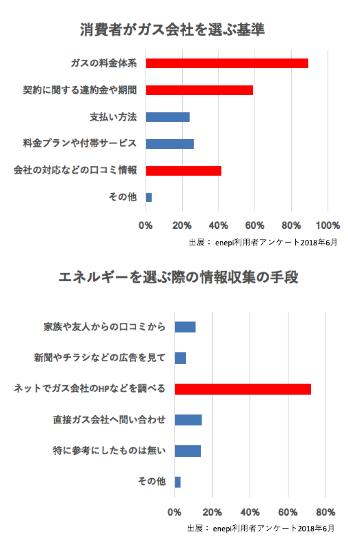 消費者がガス会社を選ぶ基準
ガスの料金体系
契約に関する違約金や期間
支払い方法
料金プランや付帯サービス
会社の対応などの口コミ情報
その他
0% 20% 40% 60% 80% 100%
出展： enepi利用者アンケート2018年6月
エネルギーを選ぶ際の情報収集の手段
家族や友人からの口コミから
新聞やチラシなどの広告を見て
ネットでガス会社のHPなどを調べる
直接ガス会社へ問い合わせ
特に参考にしたものは無い
その他
0% 20% 40% 60% 80%
出展： enepi利用者アンケート2018年6月